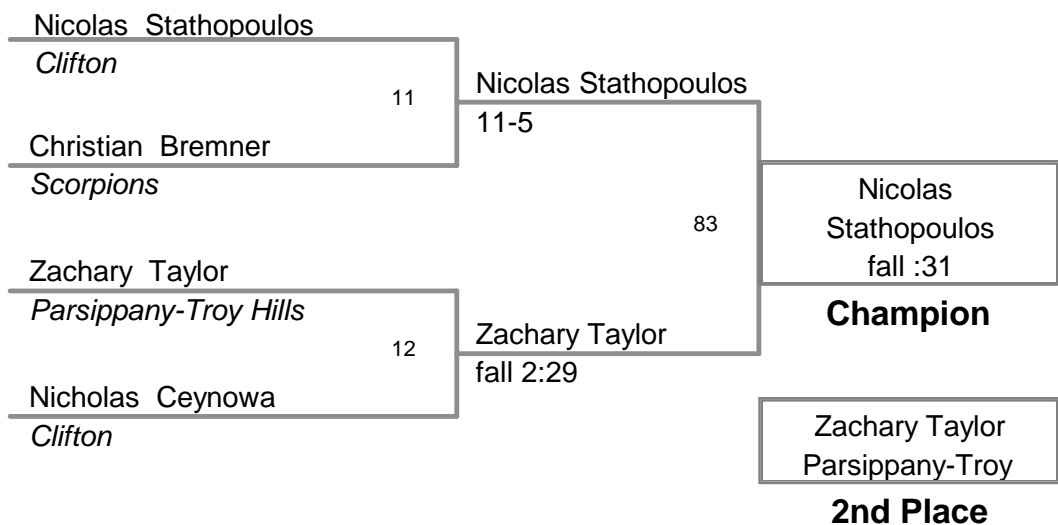 Nicolas Stathopoulos
Clifton
11
Christian Bremner
Scorpions
Nicolas Stathopoulos
11-5
Zachary Taylor
Parsippany-Troy Hills
12
Nicholas Ceynowa
Clifton
Zachary Taylor
fall 2:29
83
Nicolas
Stathopoulos
fall :31
Champion
Zachary Taylor
Parsippany-Troy
2nd Place